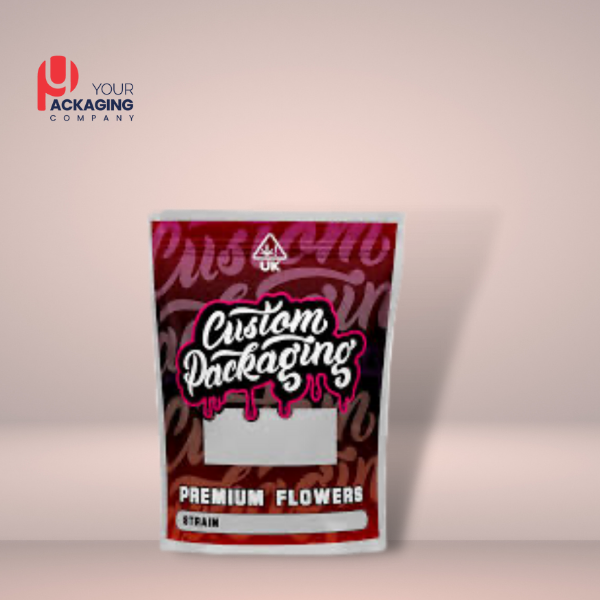 YOUR
PACKAGING
COMPANY
UK
Custom
Packaging
PREMIUM FLOWERS
STRAIN